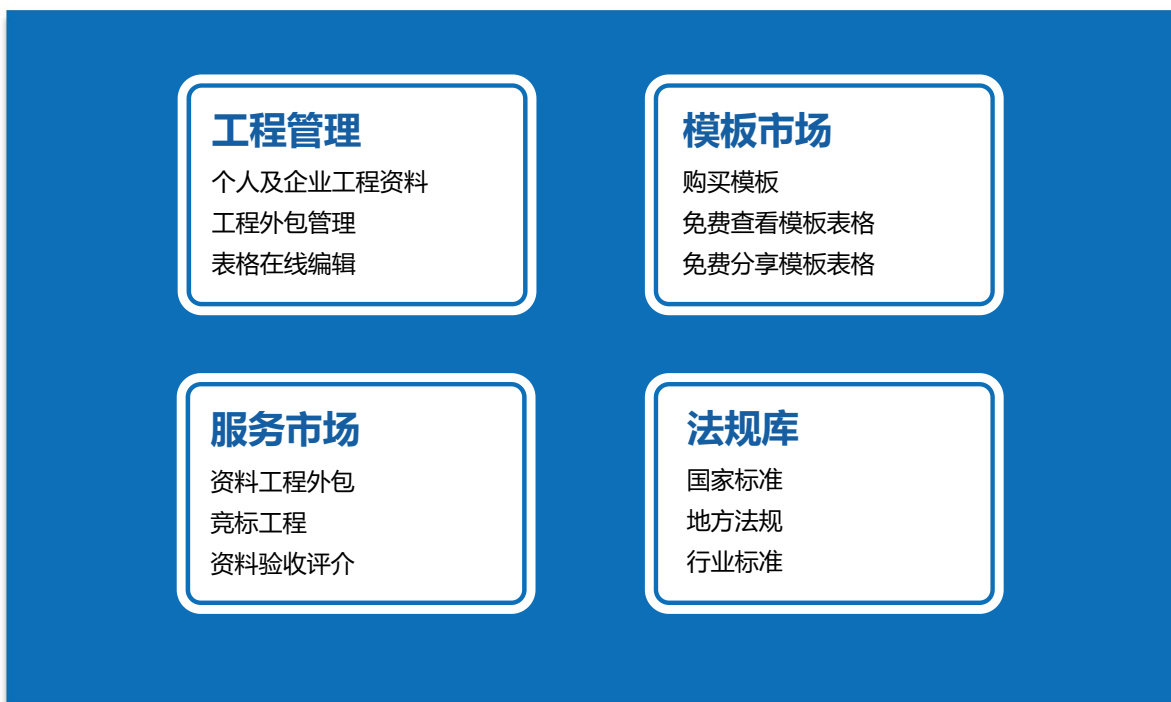 工程管理
个人及企业工程资料
工程外包管理
表格在线编辑
模板市场
购买模板
免费查看模板表格
免费分享模板表格
服务市场
资料工程外包
竞标工程
资料验收评介
法规库
国家标准
地方法规
行业标准